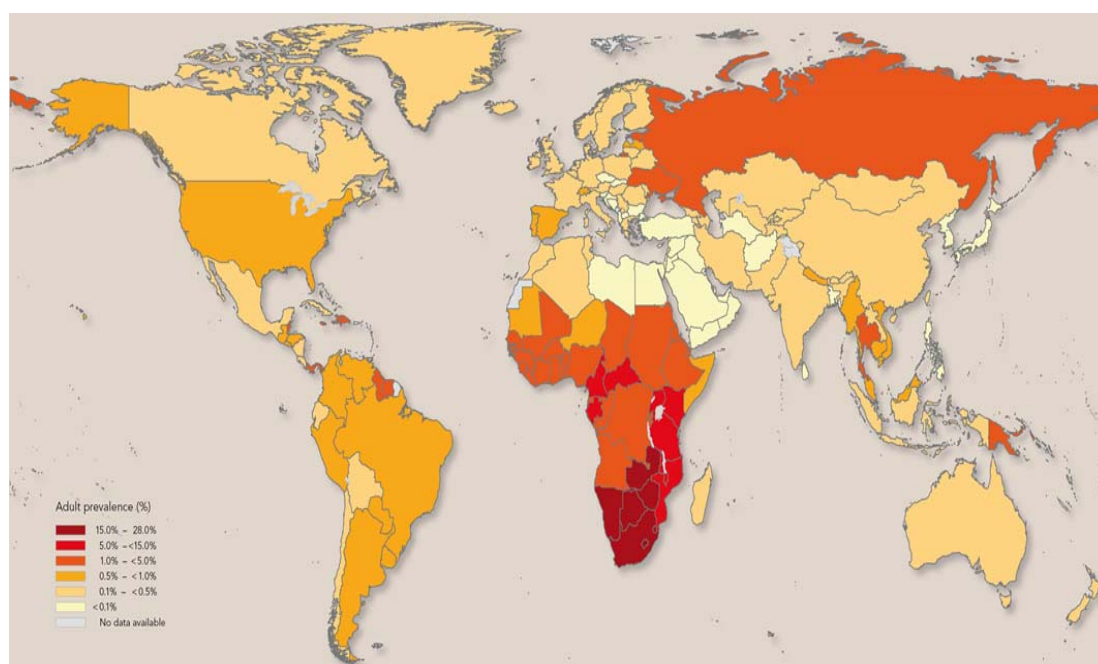 Adult prevalence (%)
15.0% – 28.0%
5.0% – <15.0%
1.0% – <5.0%
0.5% – <1.0%
0.1% – <0.5%
<0.1%
No data available